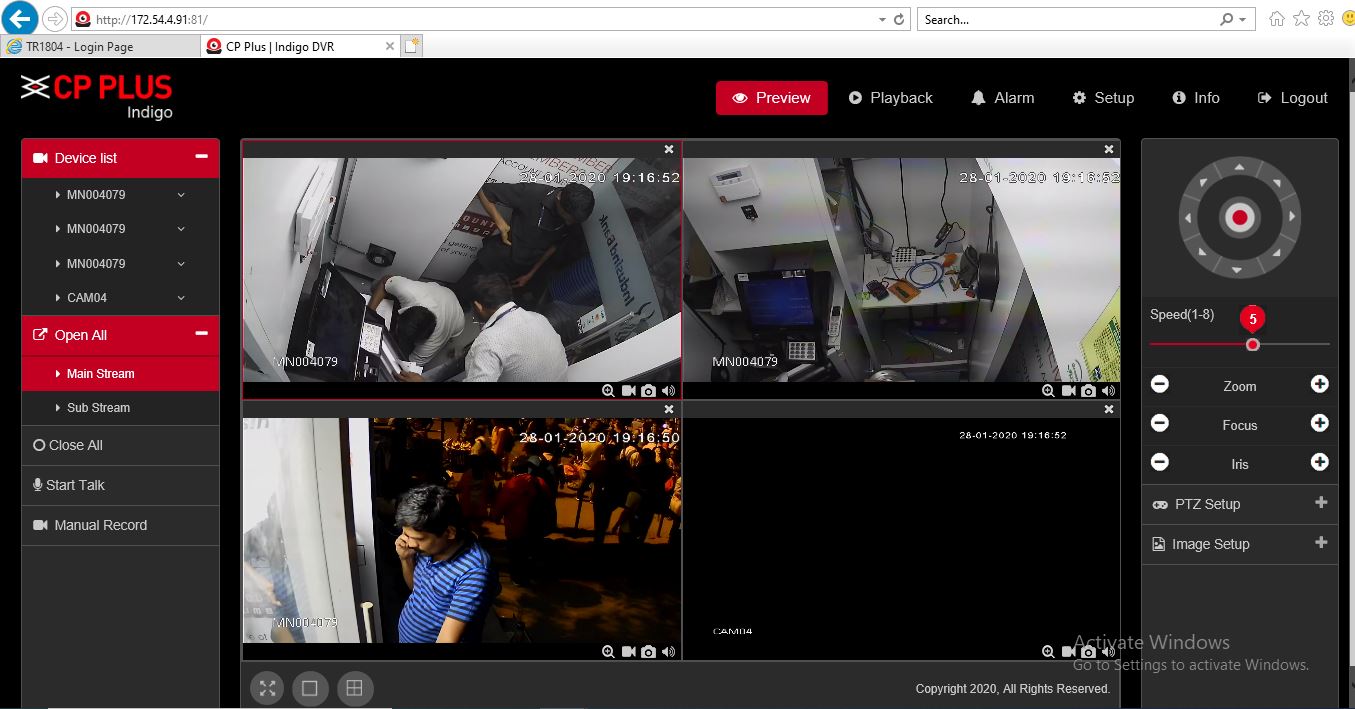 http://172.54.4.91:81/
Search...
TR1804 - Login Page
CP Plus | Indigo DVR
CP PLUS
Indigo
Preview
Playback
Alarm
Setup
Info
Logout
Device list
MN004079
MN004079
MN004079
CAM04
Open All
Main Stream
Sub Stream
Close All
Start Talk
Manual Record
28-01-2020 19:16:52
IndusInd Bank
MN004079
28-01-2020 19:16:52
MN004079
28-01-2020 19:16:50
MN004079
28-01-2020 19:16:52
CAM04
Speed(1-8)
5
Zoom
Focus
Iris
PTZ Setup
Image Setup
Activate Windows
Go to Settings to activate Windows.
Copyright 2020, All Rights Reserved.